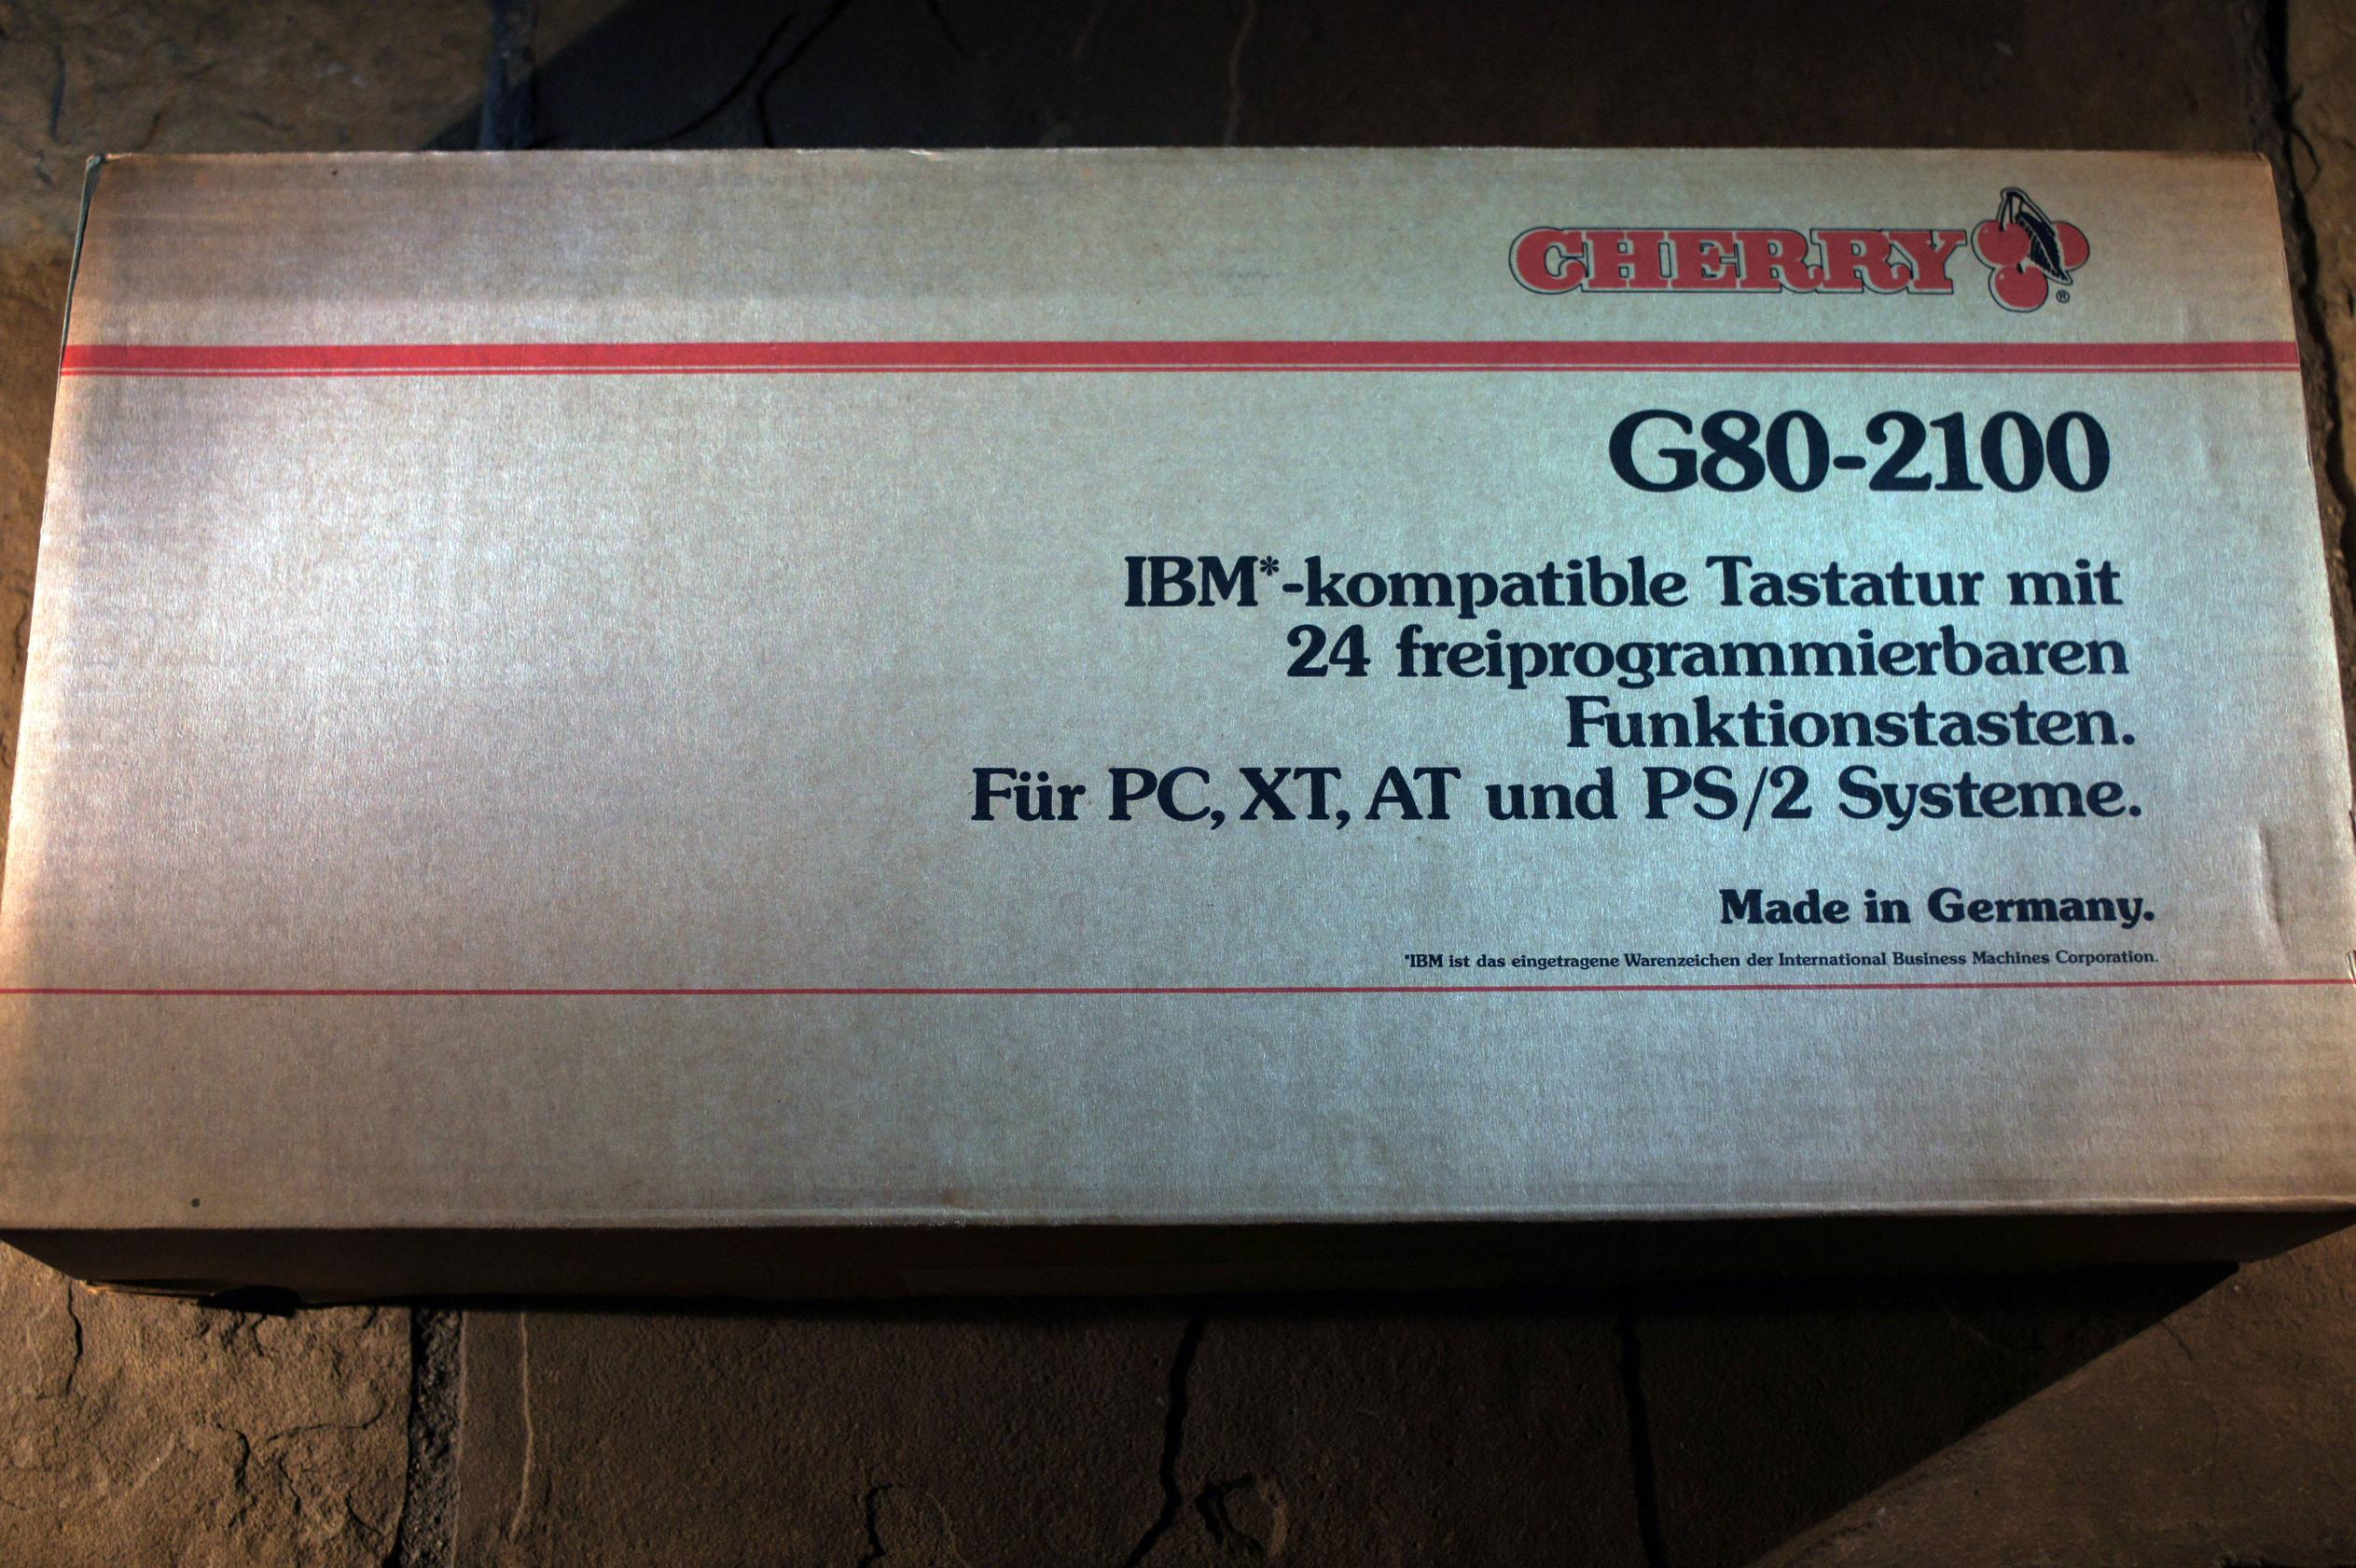 CHERRY ®
G80-2100
IBM*-kompatible Tastatur mit
24 freiprogrammierbaren
Funktionstasten.
Für PC, XT, AT und PS/2 Systeme.
Made in Germany.
*IBM ist das eingetragene Warenzeichen der International Business Machines Corporation.